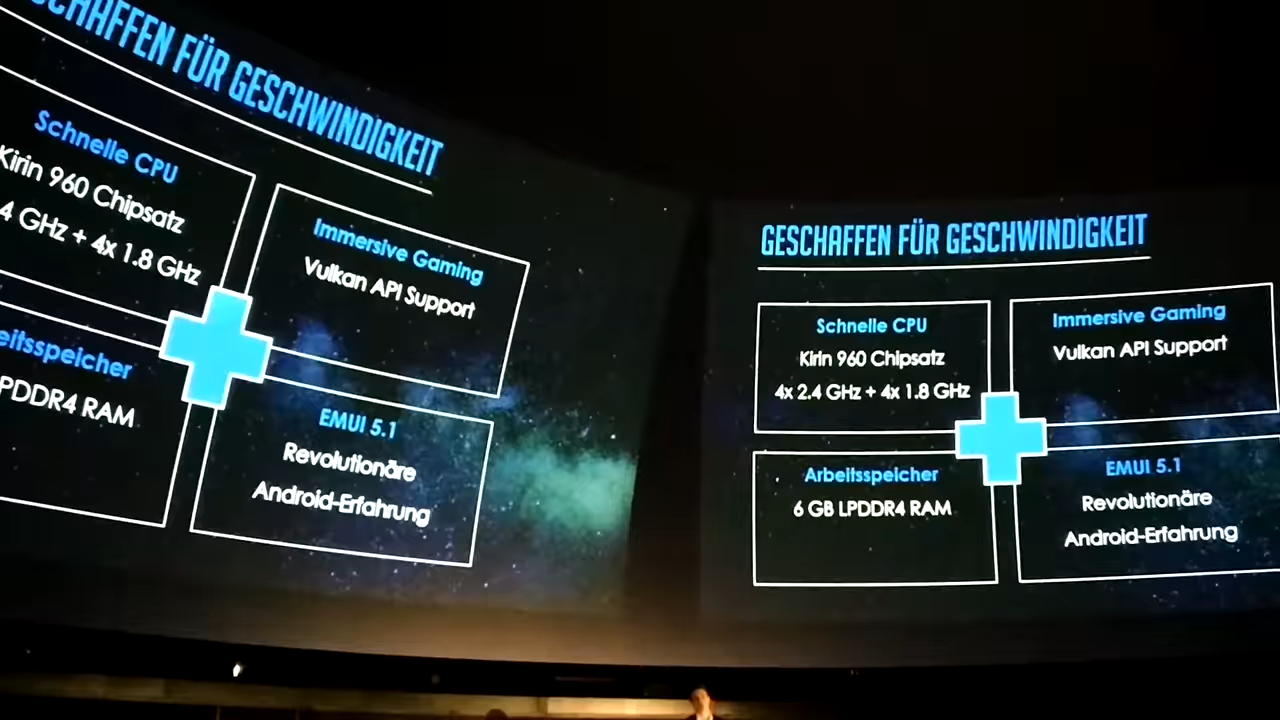 FÜR GESCHWINDIGKEIT
Schnelle CPU
Kirin 960 Chipsatz
4 GHz + 4x 1.8 GHz
Immersive Gaming
Vulkan API Support
PDDR4 RAM
EMUI 5.1
Revolutionäre
Android-Erfahrung
GESCHAFFEN FÜR GESCHWINDIGKEIT
Schnelle CPU
Kirin 960 Chipsatz
4x 2.4 GHz + 4x 1.8 GHz
Immersive Gaming
Vulkan API Support
Arbeitsspeicher
6 GB LPDDR4 RAM
EMUI 5.1
Revolutionäre
Android-Erfahrung